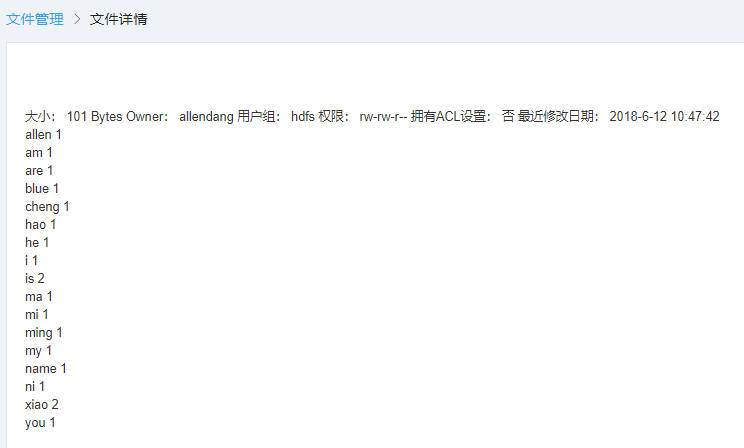 文件管理 > 文件详情
大小： 101 Bytes Owner： allendang 用户组： hdfs 权限： rw-rw-r-- 拥有ACL设置： 否 最近修改日期： 2018-6-12 10:47:42
allen 1
am 1
are 1
blue 1
cheng 1
hao 1
he 1
i 1
is 2
ma 1
mi 1
ming 1
my 1
name 1
ni 1
xiao 2
you 1